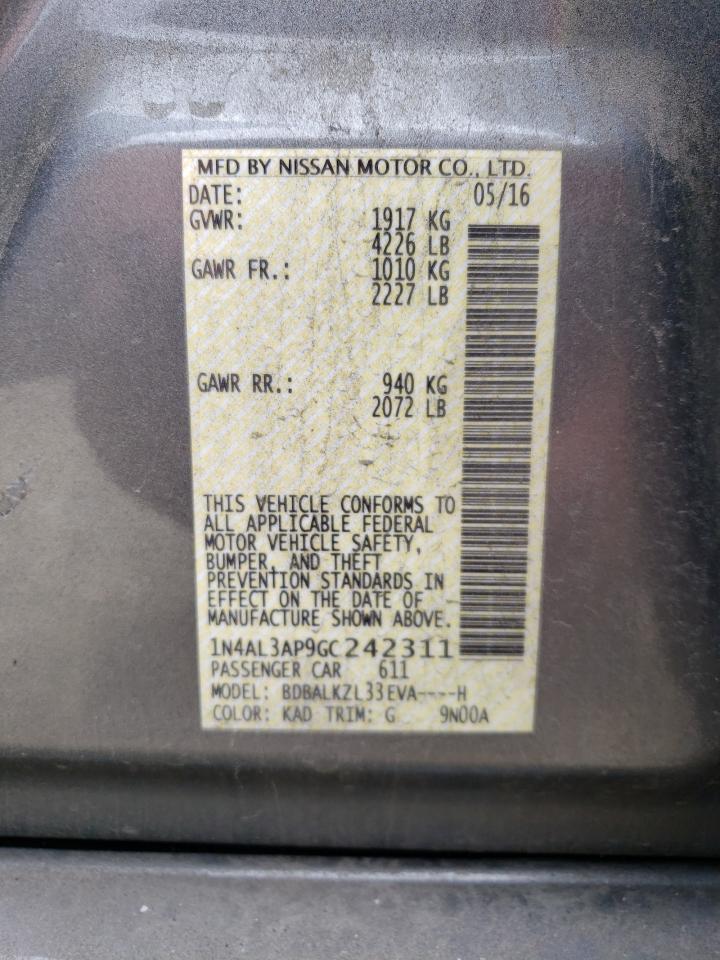 MFD BY NISSAN MOTOR CO., LTD.
DATE: 05/16
GVWR: 1917 KG
4226 LB
GAWR FR.: 1010 KG
2227 LB
GAWR RR.: 940 KG
2072 LB
THIS VEHICLE CONFORMS TO
ALL APPLICABLE FEDERAL
MOTOR VEHICLE SAFETY,
BUMPER, AND THEFT
PREVENTION STANDARDS IN
EFFECT ON THE DATE OF
MANUFACTURE SHOWN ABOVE.
1N4AL3AP9GC242311
PASSENGER CAR 611
MODEL: BDBALKZL33EVA----H
COLOR: KAD TRIM: G 9N00A